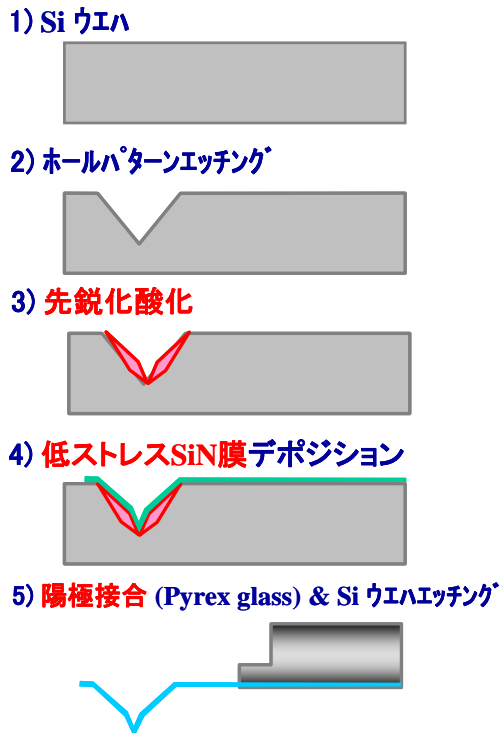 1) Si ウエハ
2) ホールパターンエッチング
3) 先鋭化酸化
4) 低ストレスSiN膜デポジション
5) 陽極接合 (Pyrex glass) & Si ウエハエッチング